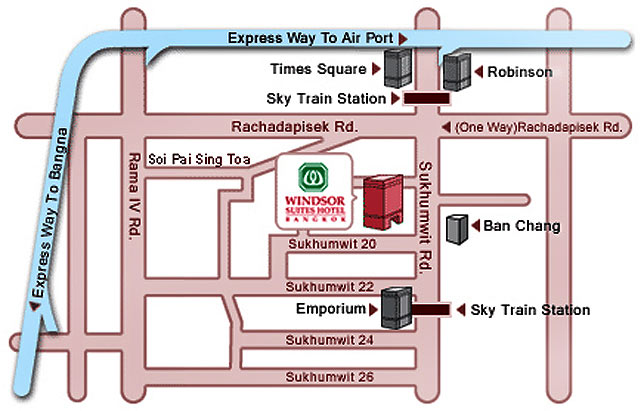 Express Way To Air Port
Times Square
Robinson
Sky Train Station
Rachadapisek Rd.
(One Way)Rachadapisek Rd.
Express Way To Bangna
Rama IV Rd.
Soi Pai Sing Toa
WINDSOR
SUITES HOTEL
BANGKOK
Sukhumwit Rd.
Ban Chang
Sukhumwit 20
Sukhumwit 22
Emporium
Sky Train Station
Sukhumwit 24
Sukhumwit 26